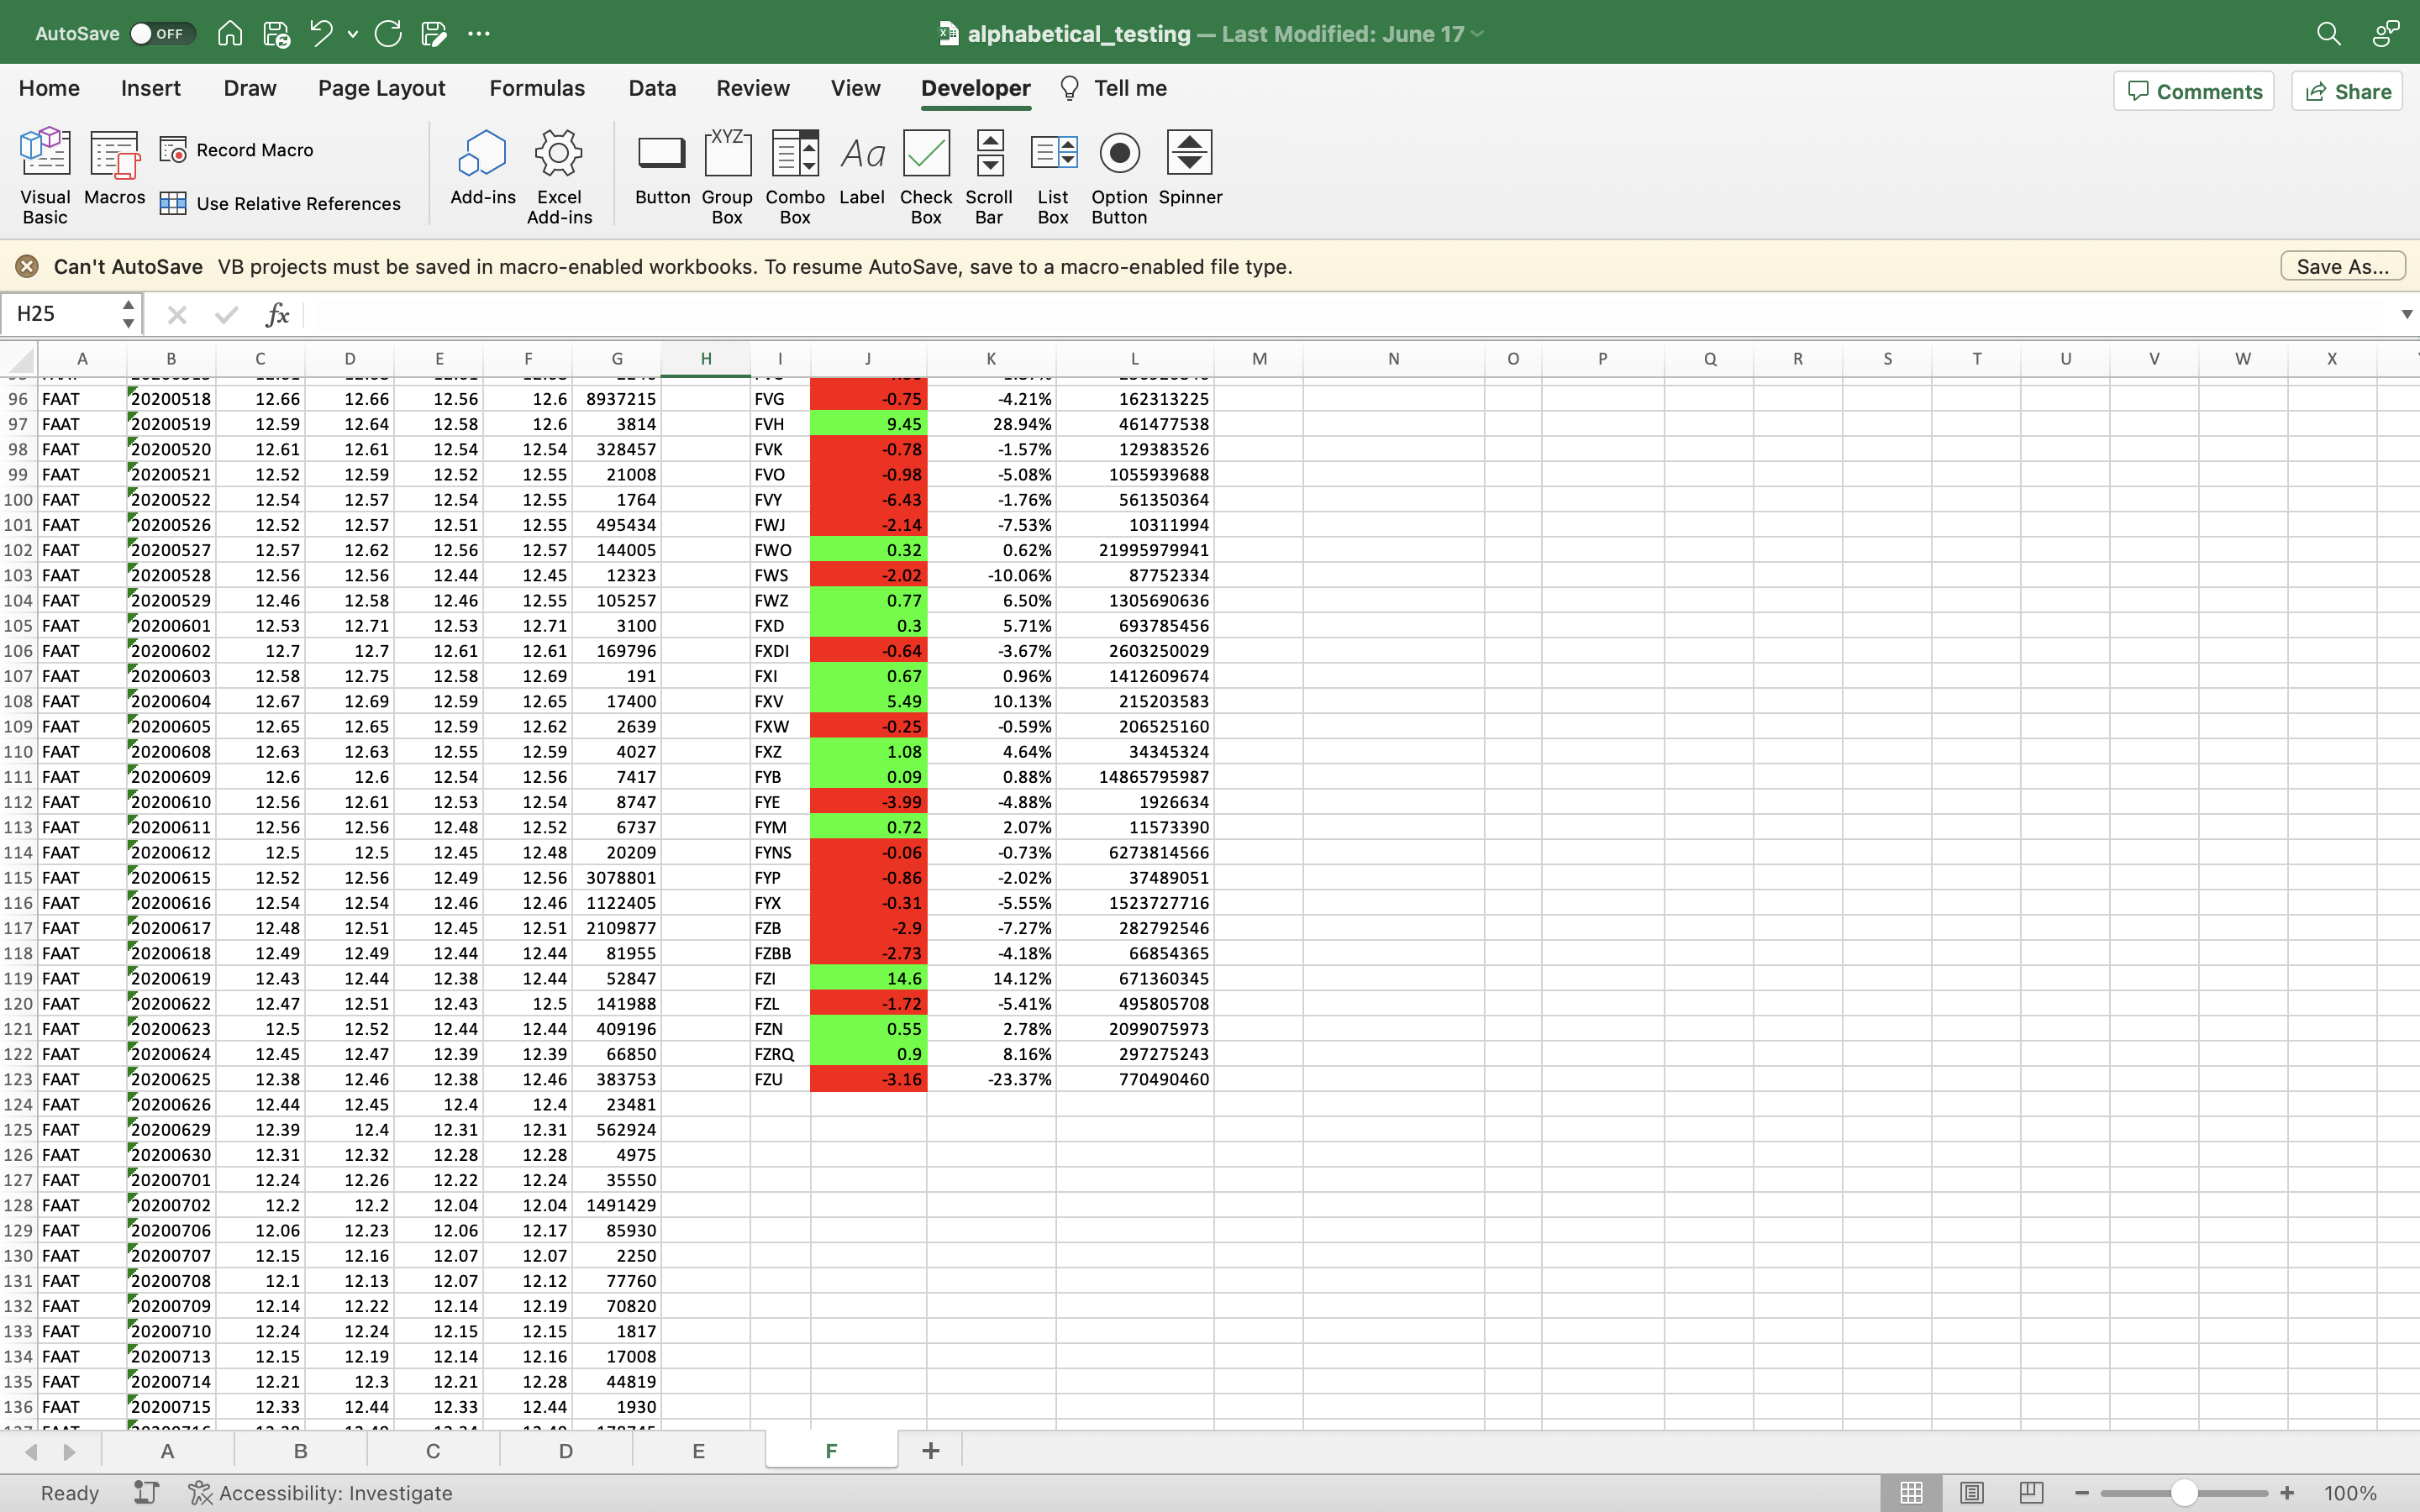 AutoSave OFF alphabetical_testing — Last Modified: June 17
Home Insert Draw Page Layout Formulas Data Review View Developer Tell me Comments Share
Visual Basic Macros Record Macro Use Relative References Add-ins Excel Add-ins Button XYZ Group Box Combo Box Aa Label Check Box Scroll Bar List Box Option Button Spinner
Can't AutoSave VB projects must be saved in macro-enabled workbooks. To resume AutoSave, save to a macro-enabled file type. Save As...
H25 fx
A B C D E F G H I J K L M N O P Q R S T U V W X
96 FAAT 20200518 12.66 12.66 12.56 12.6 8937215 FVG -0.75 -4.21% 162313225
97 FAAT 20200519 12.59 12.64 12.58 12.6 3814 FVH 9.45 28.94% 461477538
98 FAAT 20200520 12.61 12.61 12.54 12.54 328457 FVK -0.78 -1.57% 129383526
99 FAAT 20200521 12.52 12.59 12.52 12.55 21008 FVO -0.98 -5.08% 1055939688
100 FAAT 20200522 12.54 12.57 12.54 12.55 1764 FVY -6.43 -1.76% 561350364
101 FAAT 20200526 12.52 12.57 12.51 12.55 495434 FWJ -2.14 -7.53% 10311994
102 FAAT 20200527 12.57 12.62 12.56 12.57 144005 FWO 0.32 0.62% 21995979941
103 FAAT 20200528 12.56 12.56 12.44 12.45 12323 FWS -2.02 -10.06% 87752334
104 FAAT 20200529 12.46 12.58 12.46 12.55 105257 FWZ 0.77 6.50% 1305690636
105 FAAT 20200601 12.53 12.71 12.53 12.71 3100 FXD 0.3 5.71% 693785456
106 FAAT 20200602 12.7 12.7 12.61 12.61 169796 FXDI -0.64 -3.67% 2603250029
107 FAAT 20200603 12.58 12.75 12.58 12.69 191 FXI 0.67 0.96% 1412609674
108 FAAT 20200604 12.67 12.69 12.59 12.65 17400 FXV 5.49 10.13% 215203583
109 FAAT 20200605 12.65 12.65 12.59 12.62 2639 FXW -0.25 -0.59% 206525160
110 FAAT 20200608 12.63 12.63 12.55 12.59 4027 FXZ 1.08 4.64% 34345324
111 FAAT 20200609 12.6 12.6 12.54 12.56 7417 FYB 0.09 0.88% 14865795987
112 FAAT 20200610 12.56 12.61 12.53 12.54 8747 FYE -3.99 -4.88% 1926634
113 FAAT 20200611 12.56 12.56 12.48 12.52 6737 FYM 0.72 2.07% 11573390
114 FAAT 20200612 12.5 12.5 12.45 12.48 20209 FYNS -0.06 -0.73% 6273814566
115 FAAT 20200615 12.52 12.56 12.49 12.56 3078801 FYP -0.86 -2.02% 37489051
116 FAAT 20200616 12.54 12.54 12.46 12.46 1122405 FYX -0.31 -5.55% 1523727716
117 FAAT 20200617 12.48 12.51 12.45 12.51 2109877 FZB -2.9 -7.27% 282792546
118 FAAT 20200618 12.49 12.49 12.44 12.44 81955 FZBB -2.73 -4.18% 66854365
119 FAAT 20200619 12.43 12.44 12.38 12.44 52847 FZI 14.6 14.12% 671360345
120 FAAT 20200622 12.47 12.51 12.43 12.5 141988 FZL -1.72 -5.41% 495805708
121 FAAT 20200623 12.5 12.52 12.44 12.44 409196 FZN 0.55 2.78% 2099075973
122 FAAT 20200624 12.45 12.47 12.39 12.39 66850 FZRQ 0.9 8.16% 297275243
123 FAAT 20200625 12.38 12.46 12.38 12.46 383753 FZU -3.16 -23.37% 770490460
124 FAAT 20200626 12.44 12.45 12.4 12.4 23481
125 FAAT 20200629 12.39 12.4 12.31 12.31 562924
126 FAAT 20200630 12.31 12.32 12.28 12.28 4975
127 FAAT 20200701 12.24 12.26 12.22 12.24 35550
128 FAAT 20200702 12.2 12.2 12.04 12.04 1491429
129 FAAT 20200706 12.06 12.23 12.06 12.17 85930
130 FAAT 20200707 12.15 12.16 12.07 12.07 2250
131 FAAT 20200708 12.1 12.13 12.07 12.12 77760
132 FAAT 20200709 12.14 12.22 12.14 12.19 70820
133 FAAT 20200710 12.24 12.24 12.15 12.15 1817
134 FAAT 20200713 12.15 12.19 12.14 12.16 17008
135 FAAT 20200714 12.21 12.3 12.21 12.28 44819
136 FAAT 20200715 12.33 12.44 12.33 12.44 1930
A B C D E F +
Ready Accessibility: Investigate 100%